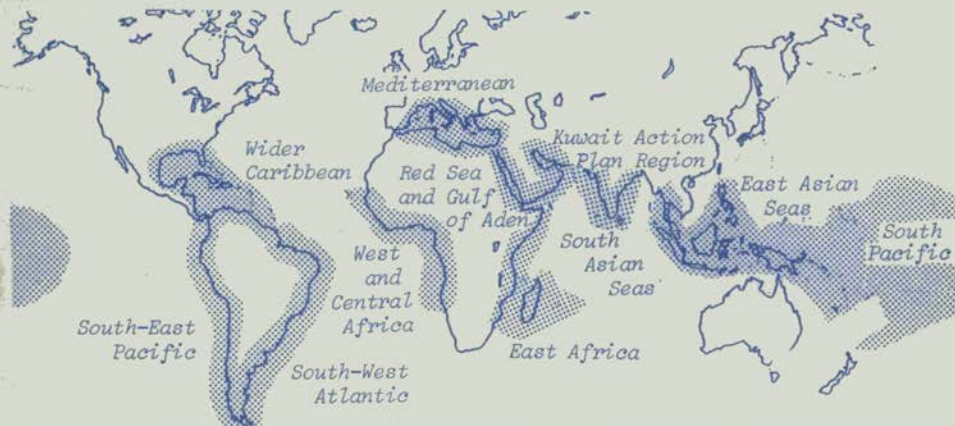 Mediterranean
Wider
Caribbean
Kuwait Action
Plan Region
Red Sea
and Gulf
of Aden
East Asian
Seas
South
Pacific
West
and
Central
Africa
South
Asian
Seas
South-East
Pacific
East Africa
South-West
Atlantic